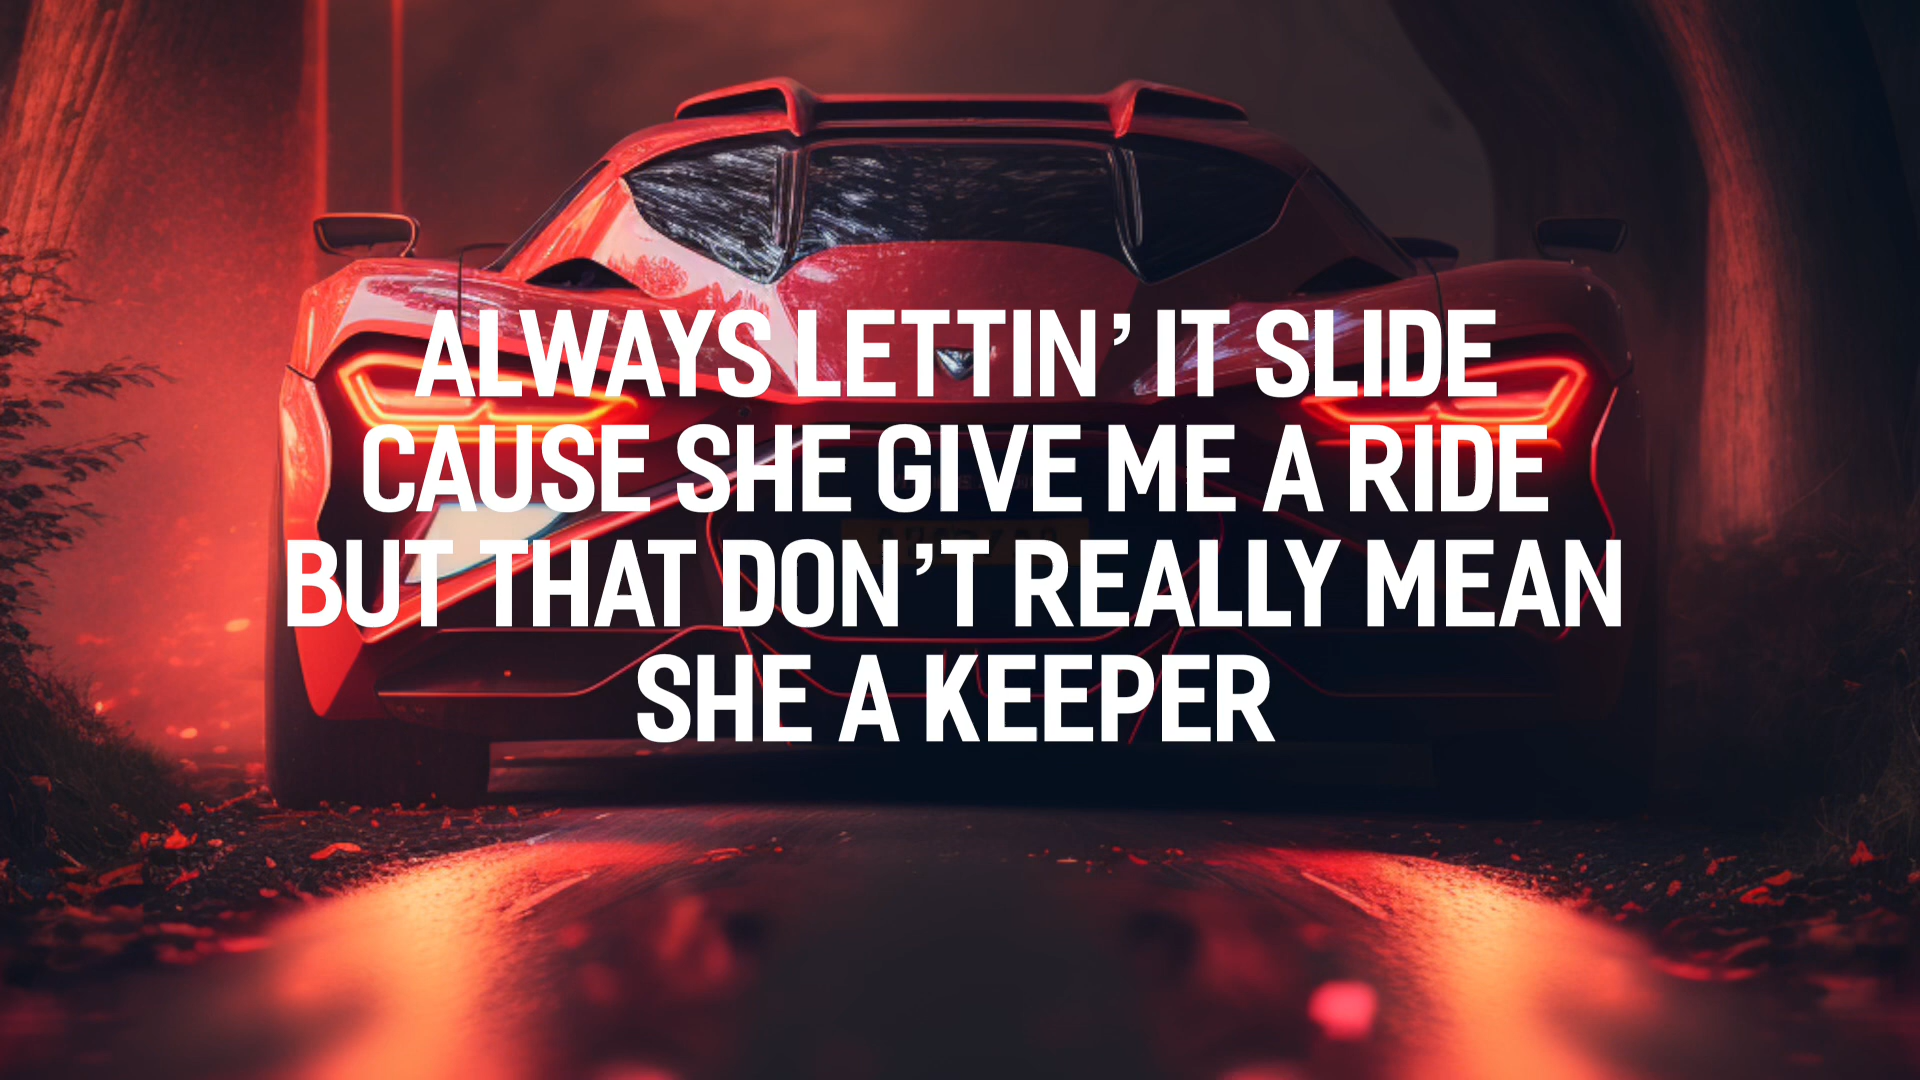 ALWAYS LETTIN' IT SLIDE
CAUSE SHE GIVE ME A RIDE
BUT THAT DON'T REALLY MEAN
SHE A KEEPER